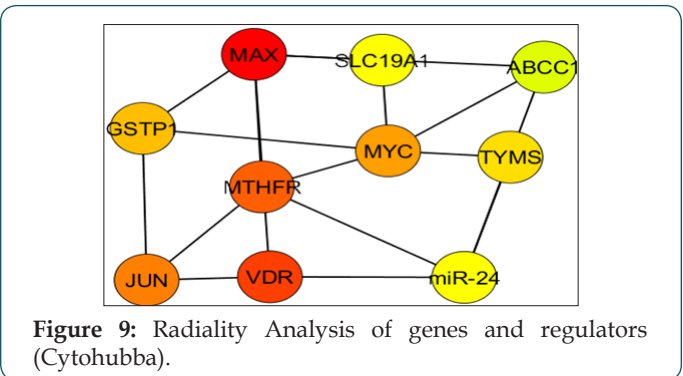 MAX
SLC19A1
ABCC1
GSTP1
MYC
TYMS
MTHFR
JUN
VDR
miR-24
Figure 9: Radiality Analysis of genes and regulators
(Cytohubba).